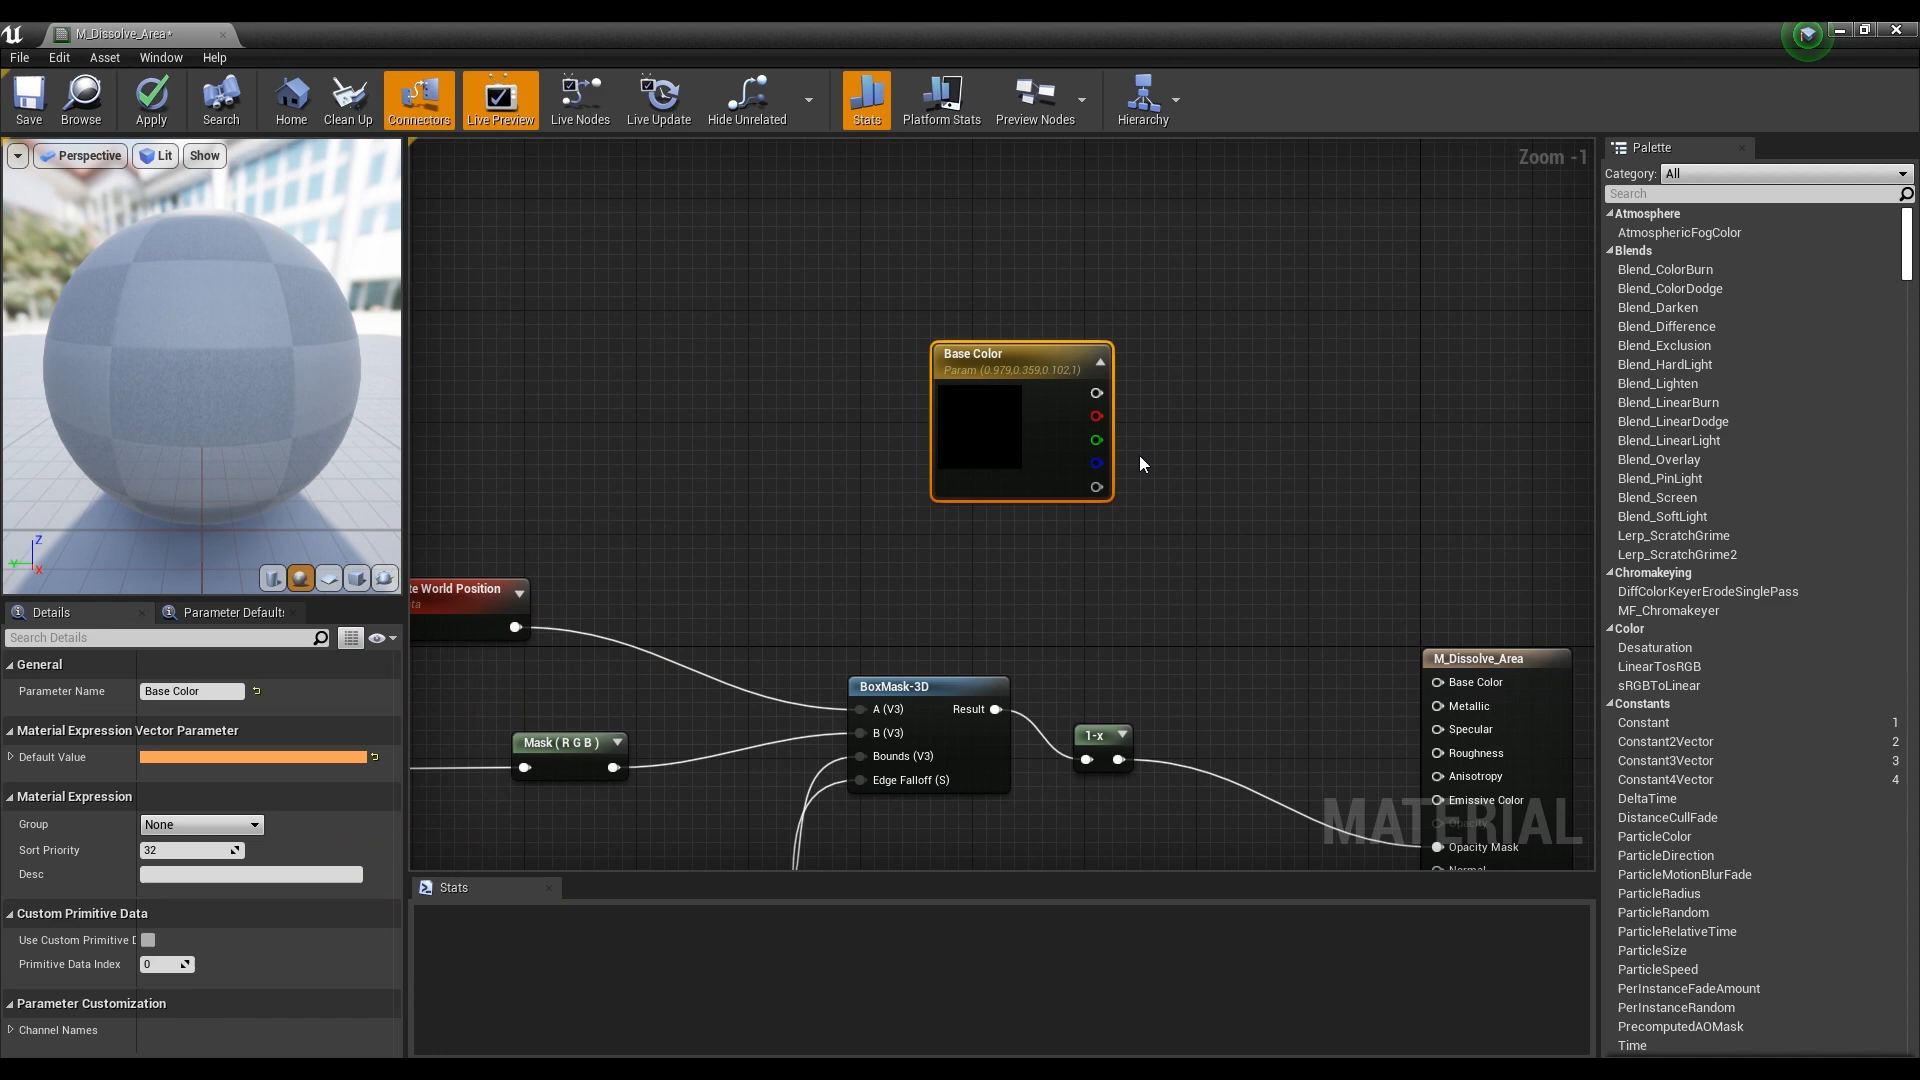 M_Dissolve_Area*
File Edit Asset Window Help
Save Browse Apply Search Home Clean Up Connectors Live Preview Live Nodes Live Update Hide Unrelated Stats Platform Stats Preview Nodes Hierarchy
Perspective Lit Show
Z
Y
X
Details
Parameter Defaults
Search Details
General
Parameter Name Base Color
Material Expression Vector Parameter
Default Value
Material Expression
Group None
Sort Priority 32
Desc
Custom Primitive Data
Use Custom Primitive D
Primitive Data Index 0
Parameter Customization
Channel Names
Zoom -1
Base Color
Param (0.979,0.359,0.102,1)
te World Position
ta
Mask ( R G B )
BoxMask-3D
A (V3) Result
B (V3)
Bounds (V3)
Edge Falloff (S)
1-x
M_Dissolve_Area
Base Color
Metallic
Specular
Roughness
Anisotropy
Emissive Color
Opacity
Opacity Mask
Normal
MATERIAL
Stats
Palette
Category: All
Search
Atmosphere
AtmosphericFogColor
Blends
Blend_ColorBurn
Blend_ColorDodge
Blend_Darken
Blend_Difference
Blend_Exclusion
Blend_HardLight
Blend_Lighten
Blend_LinearBurn
Blend_LinearDodge
Blend_LinearLight
Blend_Overlay
Blend_PinLight
Blend_Screen
Blend_SoftLight
Lerp_ScratchGrime
Lerp_ScratchGrime2
Chromakeying
DiffColorKeyerErodeSinglePass
MF_Chromakeyer
Color
Desaturation
LinearTosRGB
sRGBToLinear
Constants
Constant 1
Constant2Vector 2
Constant3Vector 3
Constant4Vector 4
DeltaTime
DistanceCullFade
ParticleColor
ParticleDirection
ParticleMotionBlurFade
ParticleRadius
ParticleRandom
ParticleRelativeTime
ParticleSize
ParticleSpeed
PerInstanceFadeAmount
PerInstanceRandom
PrecomputedAOMask
Time